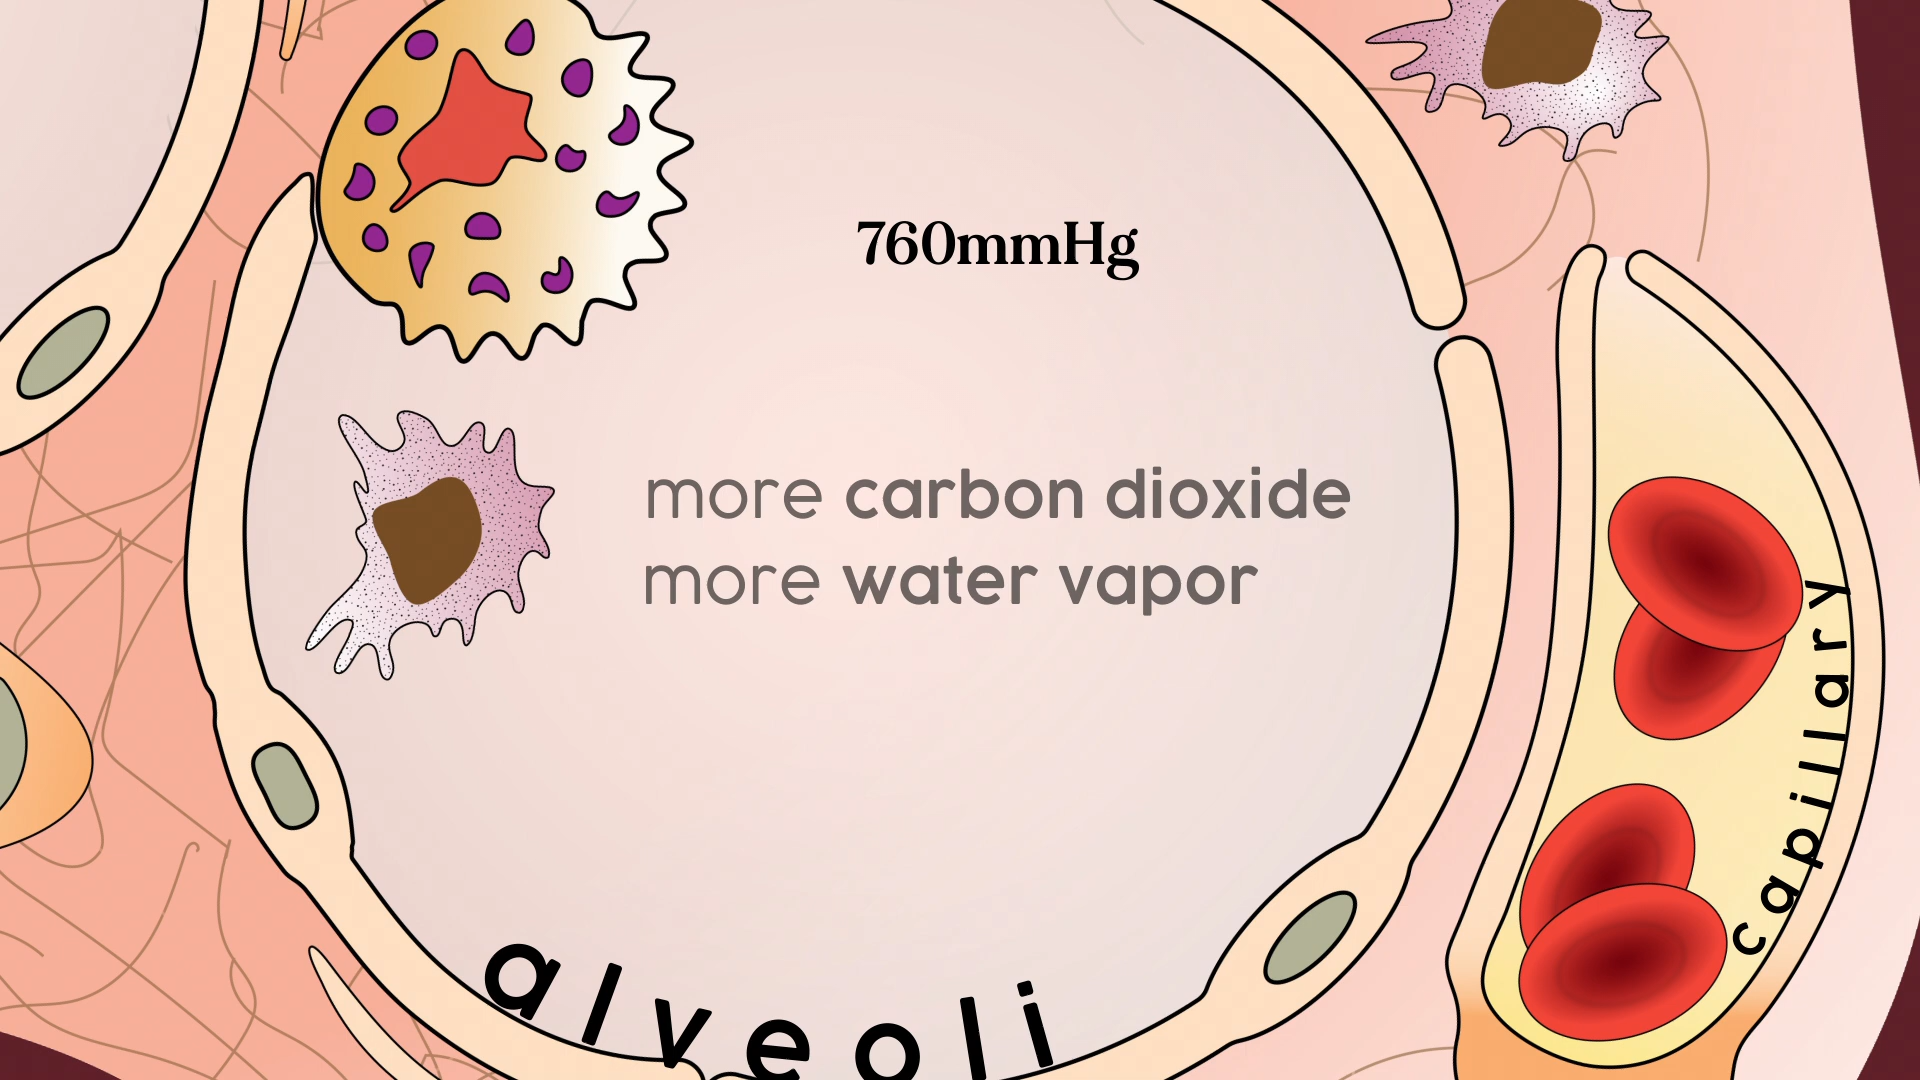 760mmHg
more carbon dioxide
more water vapor
capillary
alveoli